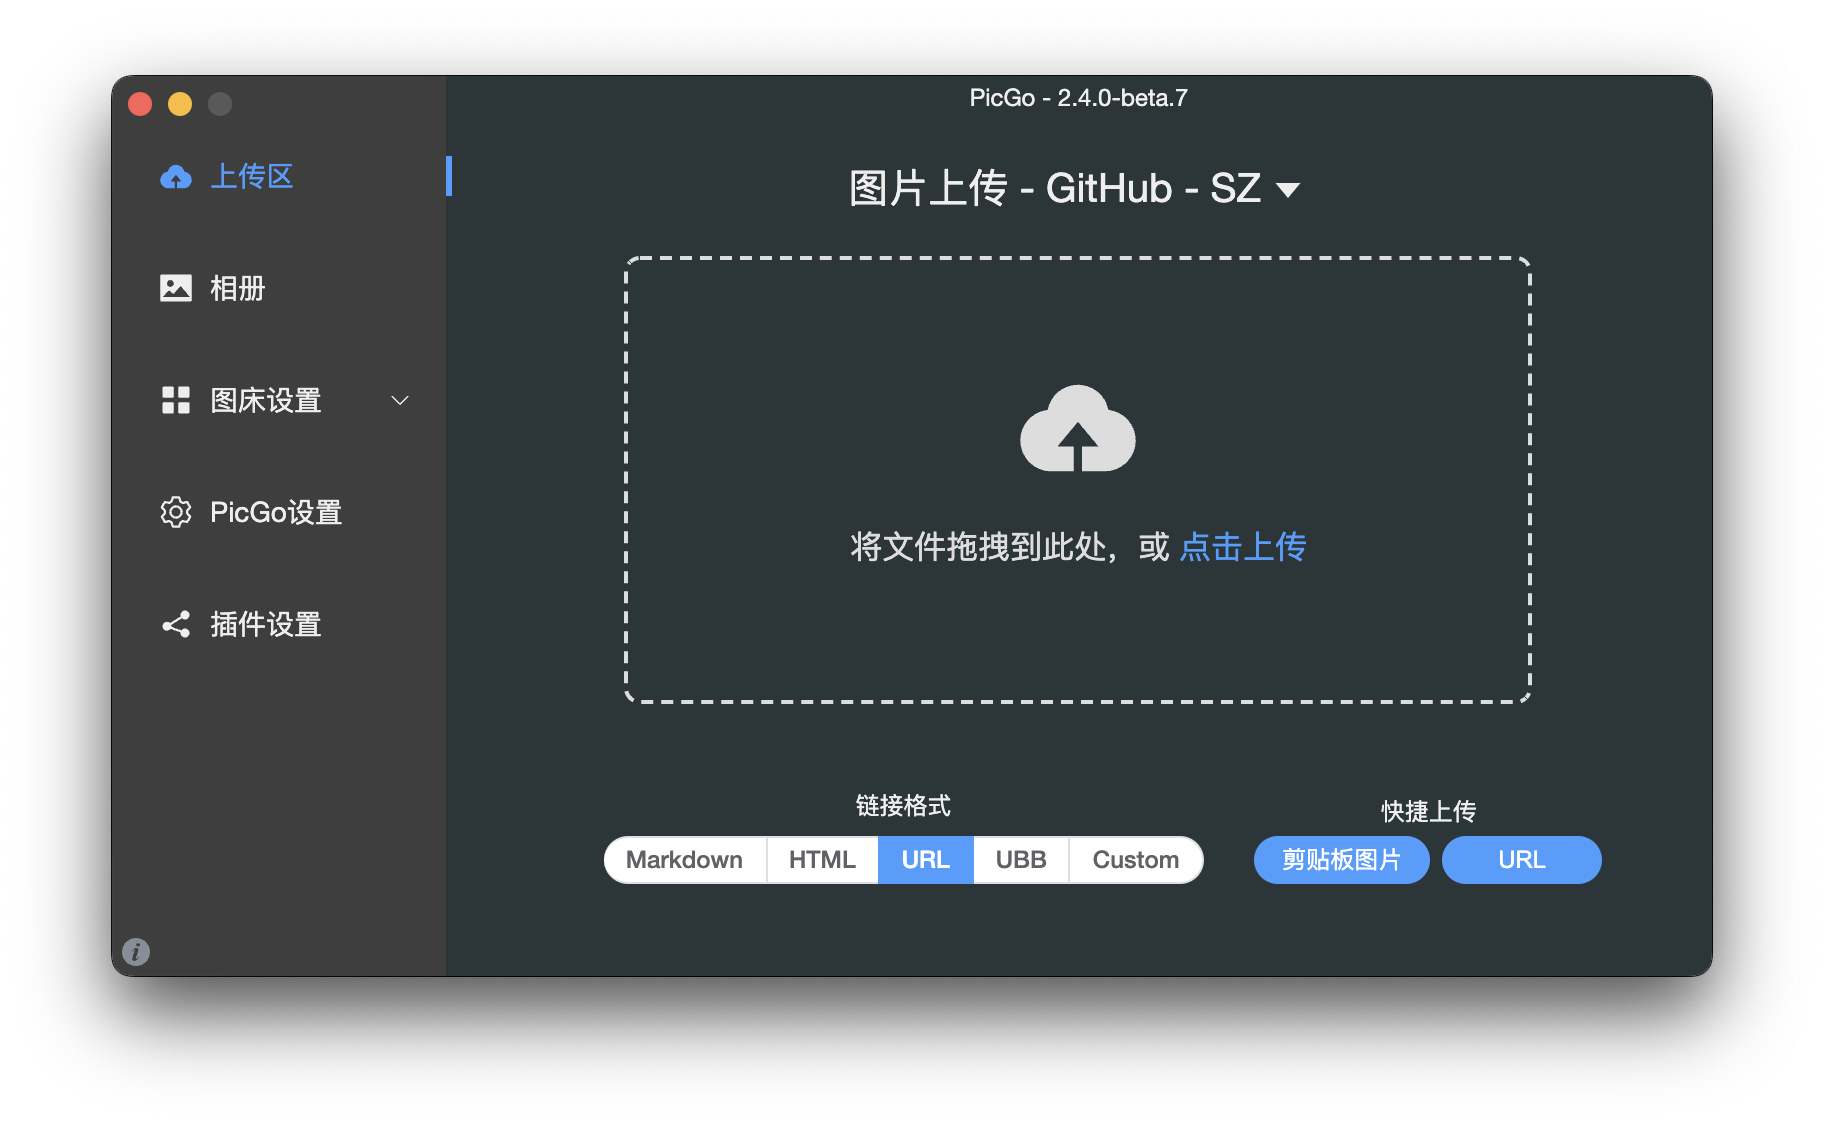 PicGo - 2.4.0-beta.7
上传区
相册
图床设置
PicGo设置
插件设置
图片上传 - GitHub - SZ
将文件拖拽到此处，或 点击上传
链接格式
Markdown HTML URL UBB Custom
快捷上传
剪贴板图片 URL
i